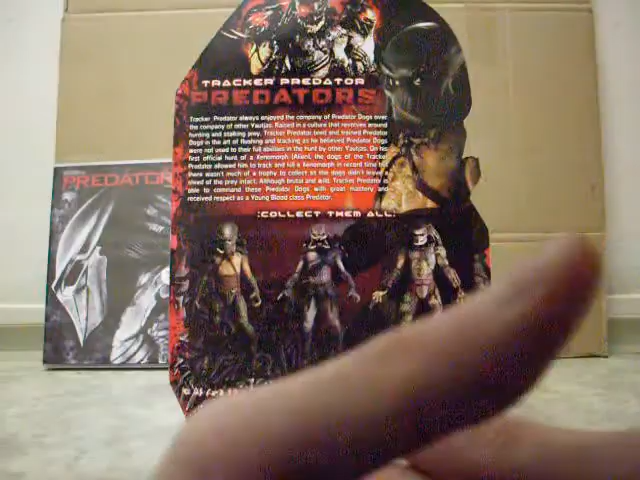 TRACKER PREDATOR
PREDATORS
Tracker Predator always enjoyed the company of Predator Dogs over
the company of other Yautjas. Raised in a culture that revolves around
hunting and stalking prey, Tracker Predator bred and trained Predator
Dogs in the art of flushing and tracking as he believed Predator Dogs
were not used to their full abilities in the hunt by other Yautjas. On his
first official hunt of a Xenomorph (Alien), the dogs of the Tracker
Predator allowed him to track and kill a Xenomorph in record time but
there wasn't much of a trophy to collect as the dogs didn't leave a
shred of the prey intact. Although brutal and wild, Tracker Predator is
able to command these Predator Dogs with great mastery and
received respect as a Young Blood class Predator.
:COLLECT THEM ALL:
PREDATOR